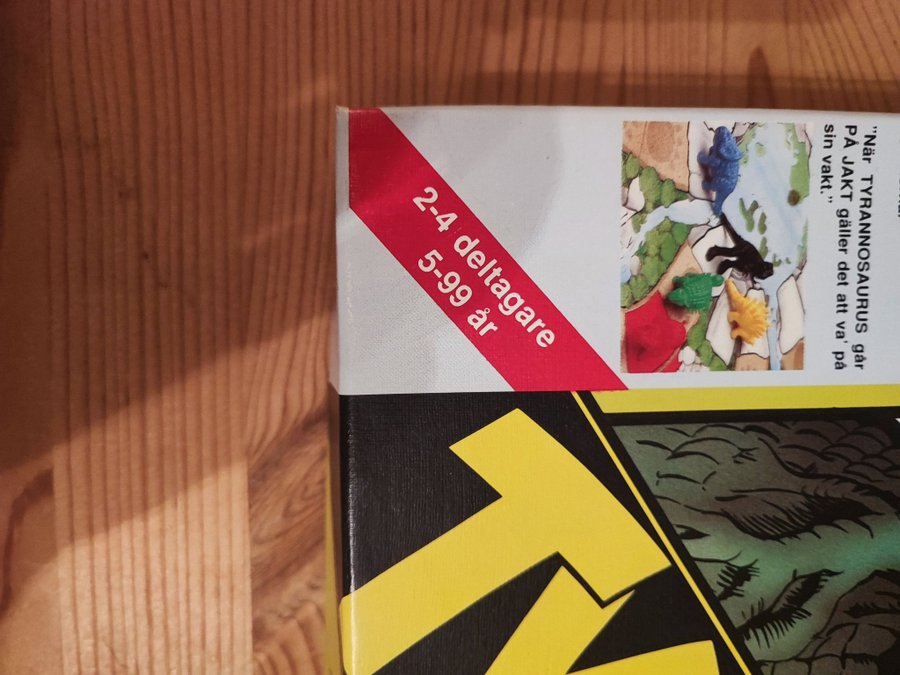 2-4 deltagare
5-99 år
"När TYRANNOSAURUS går
PÅ JAKT gäller det att va' på
sin vakt."